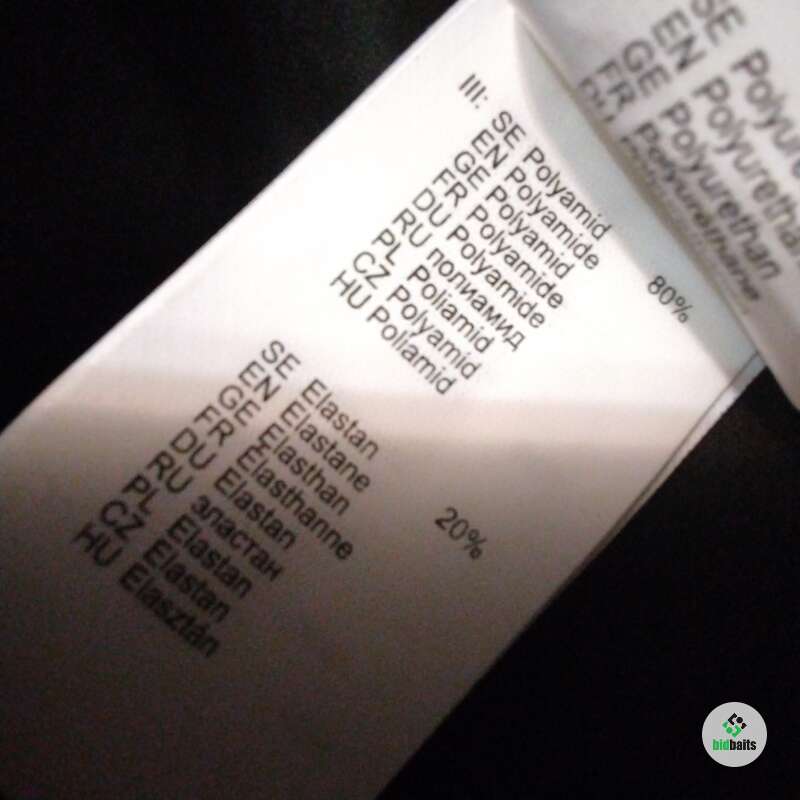 III: SE Polyamid
EN Polyamide
GE Polyamid
FR Polyamide
DU Polyamide
RU полиамид
PL Poliamid
CZ Polyamid
HU Poliamid
80%
SE Elastan
EN Elastane
GE Elasthan
FR Elasthanne
DU Elastan
RU эластан
PL Elastan
CZ Elastan
HU Elasztán
20%
SE
EN Polyurethan
GE Polyurethan
FR Polyurethane
bidbaits